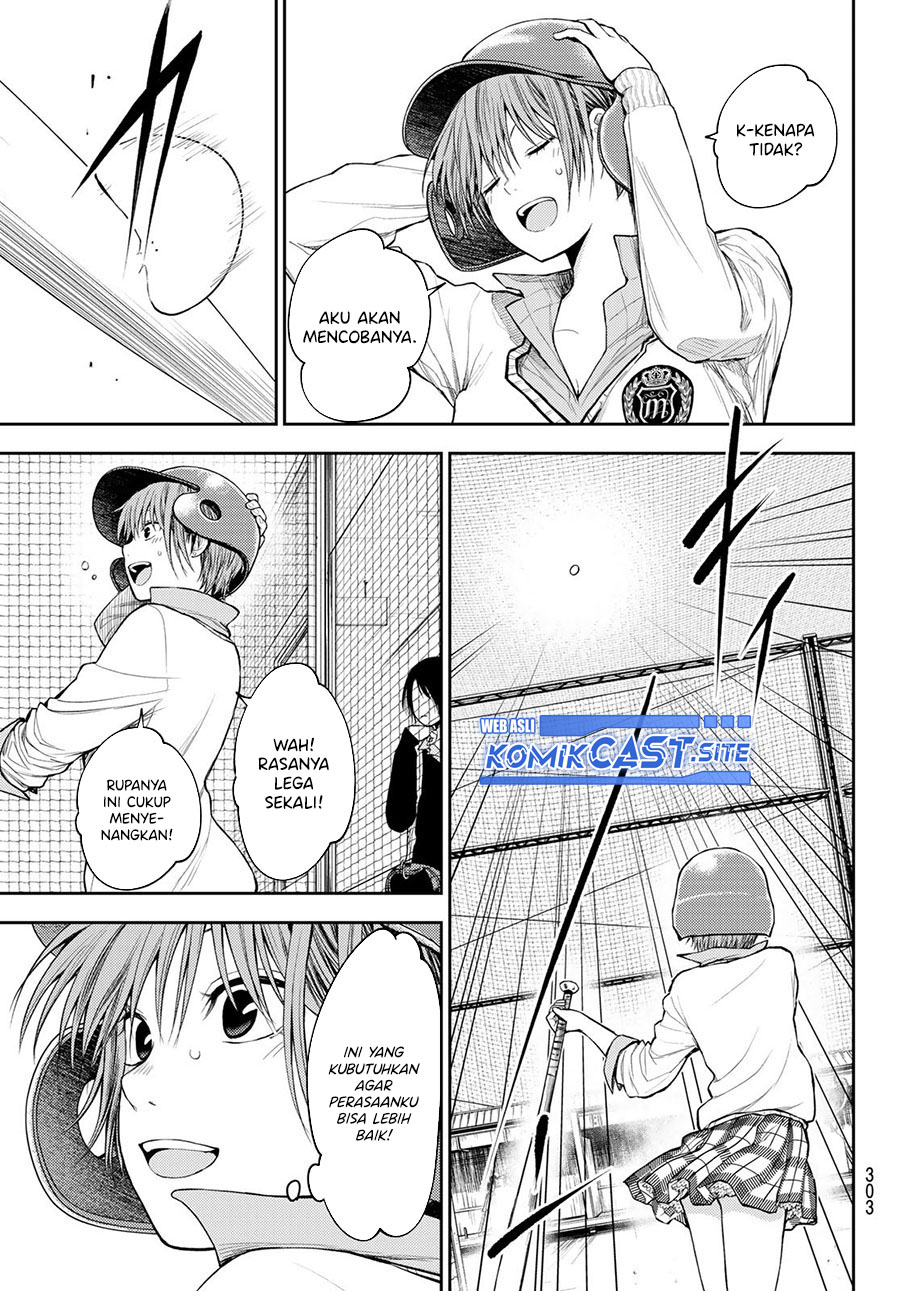 K-KENAPA
TIDAK?
AKU AKAN
MENCOBANYA.
WEB ASLI
KOMIKCAST.SITE
WAH!
RASANYA
LEGA
SEKALI!
RUPANYA
INI CUKUP
MENYE-
NANGKAN!
INI YANG
KUBUTUHKAN
AGAR
PERASAANKU
BISA LEBIH
BAIK!
303